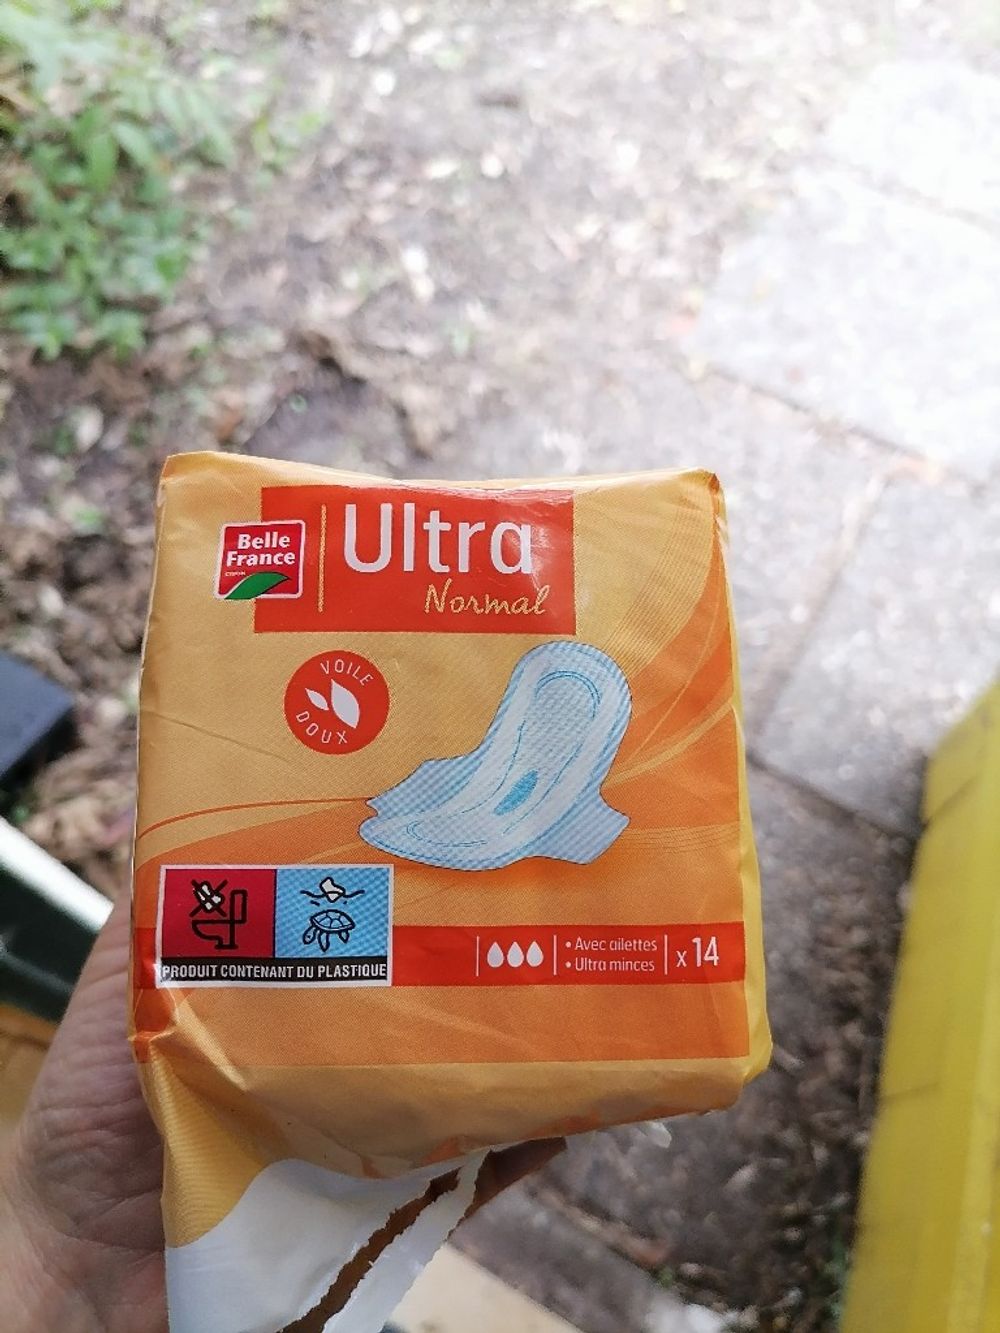 Belle
France
Ultra
Normal
VOILE
DOUX
PRODUIT CONTENANT DU PLASTIQUE
• Avec ailettes
• Ultra minces
x 14